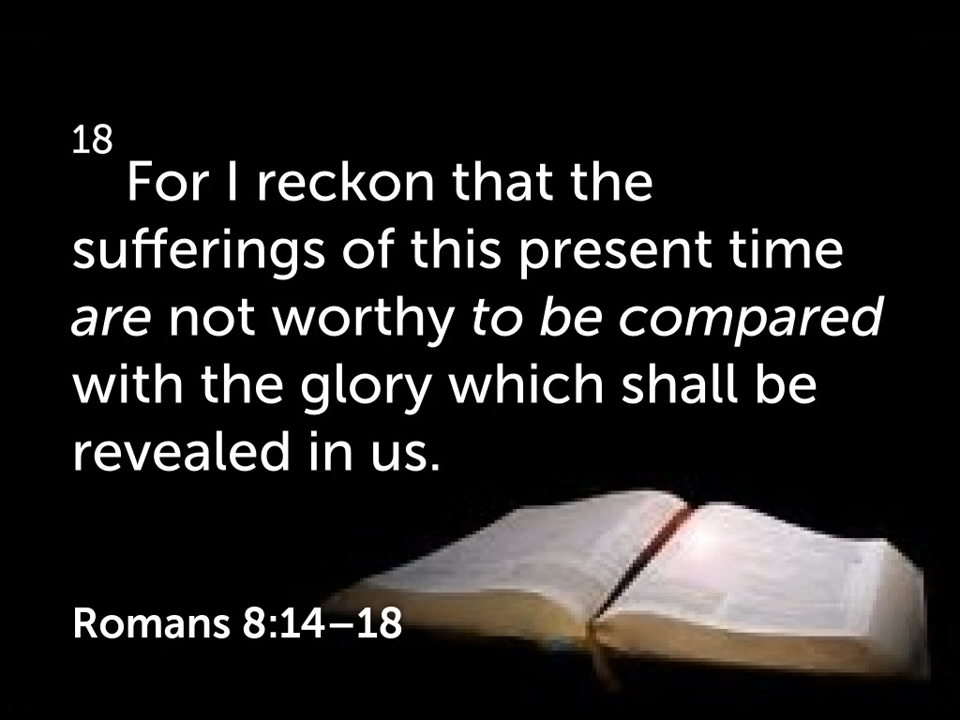 18
For I reckon that the
sufferings of this present time
are not worthy to be compared
with the glory which shall be
revealed in us.
Romans 8:14–18